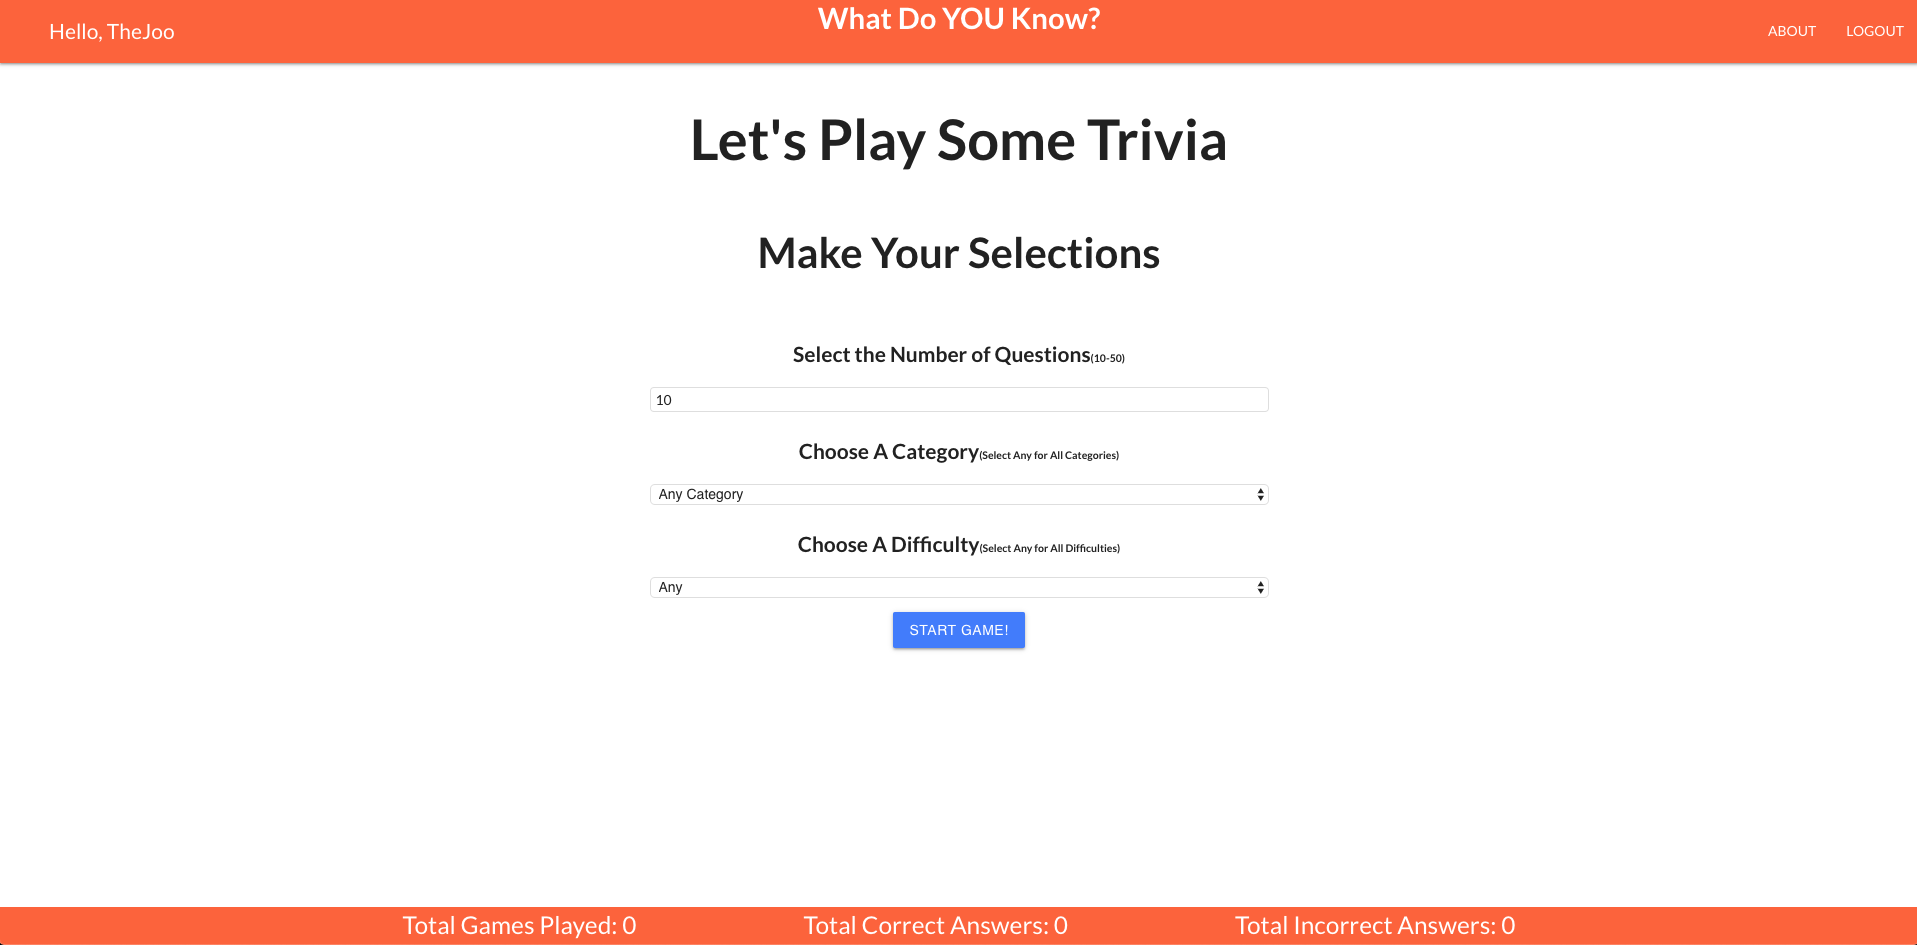 Hello, TheJoo
What Do YOU Know?
ABOUT
LOGOUT
Let's Play Some Trivia
Make Your Selections
Select the Number of Questions(10-50)
10
Choose A Category(Select Any for All Categories)
Any Category
Choose A Difficulty(Select Any for All Difficulties)
Any
START GAME!
Total Games Played: 0
Total Correct Answers: 0
Total Incorrect Answers: 0